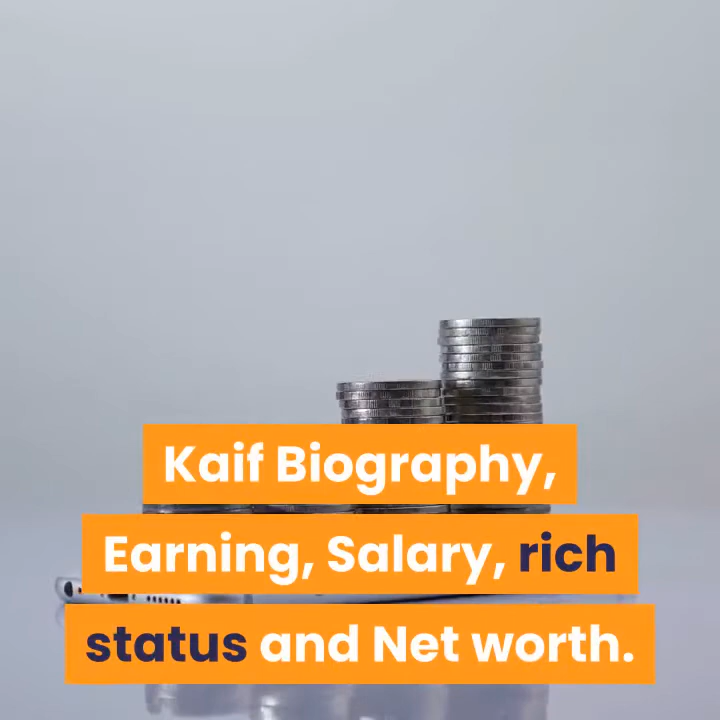 Kaif Biography,
Earning, Salary, rich
status and Net worth.